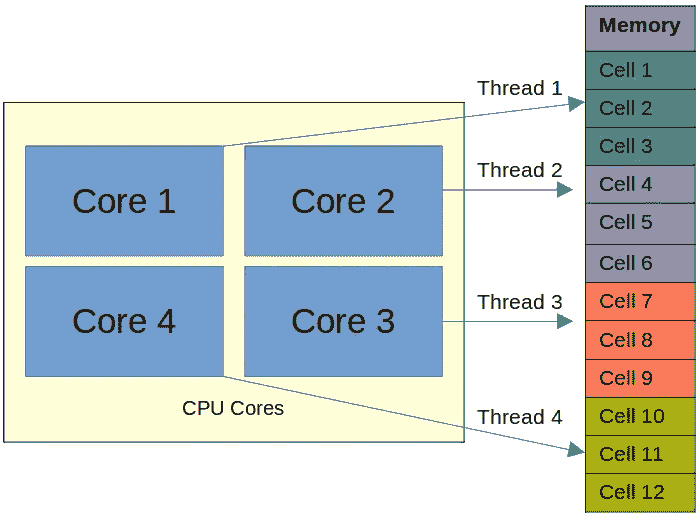 Memory
Thread 1
Cell 1
Cell 2
Cell 3
Thread 2
Cell 4
Cell 5
Cell 6
Thread 3
Cell 7
Cell 8
Cell 9
Thread 4
Cell 10
Cell 11
Cell 12
Core 1
Core 2
Core 4
Core 3
CPU Cores